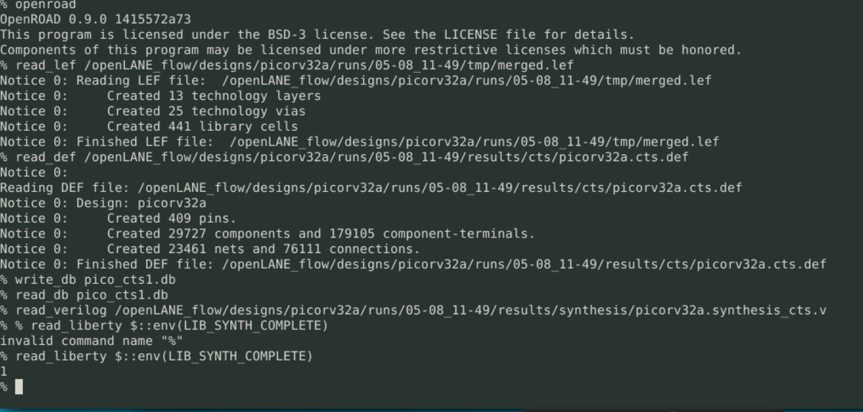 % openroad
OpenROAD 0.9.0 1415572a73
This program is licensed under the BSD-3 license. See the LICENSE file for details.
Components of this program may be licensed under more restrictive licenses which must be honored.
% read_lef /openLANE_flow/designs/picorv32a/runs/05-08_11-49/tmp/merged.lef
Notice 0: Reading LEF file:  /openLANE_flow/designs/picorv32a/runs/05-08_11-49/tmp/merged.lef
Notice 0:     Created 13 technology layers
Notice 0:     Created 25 technology vias
Notice 0:     Created 441 library cells
Notice 0: Finished LEF file:  /openLANE_flow/designs/picorv32a/runs/05-08_11-49/tmp/merged.lef
% read_def /openLANE_flow/designs/picorv32a/runs/05-08_11-49/results/cts/picorv32a.cts.def
Notice 0:
Reading DEF file: /openLANE_flow/designs/picorv32a/runs/05-08_11-49/results/cts/picorv32a.cts.def
Notice 0: Design: picorv32a
Notice 0:     Created 409 pins.
Notice 0:     Created 29727 components and 179105 component-terminals.
Notice 0:     Created 23461 nets and 76111 connections.
Notice 0: Finished DEF file: /openLANE_flow/designs/picorv32a/runs/05-08_11-49/results/cts/picorv32a.cts.def
% write_db pico_cts1.db
% read_db pico_cts1.db
% read_verilog /openLANE_flow/designs/picorv32a/runs/05-08_11-49/results/synthesis/picorv32a.synthesis_cts.v
% % read_liberty $::env(LIB_SYNTH_COMPLETE)
invalid command name "%"
% read_liberty $::env(LIB_SYNTH_COMPLETE)
1
%